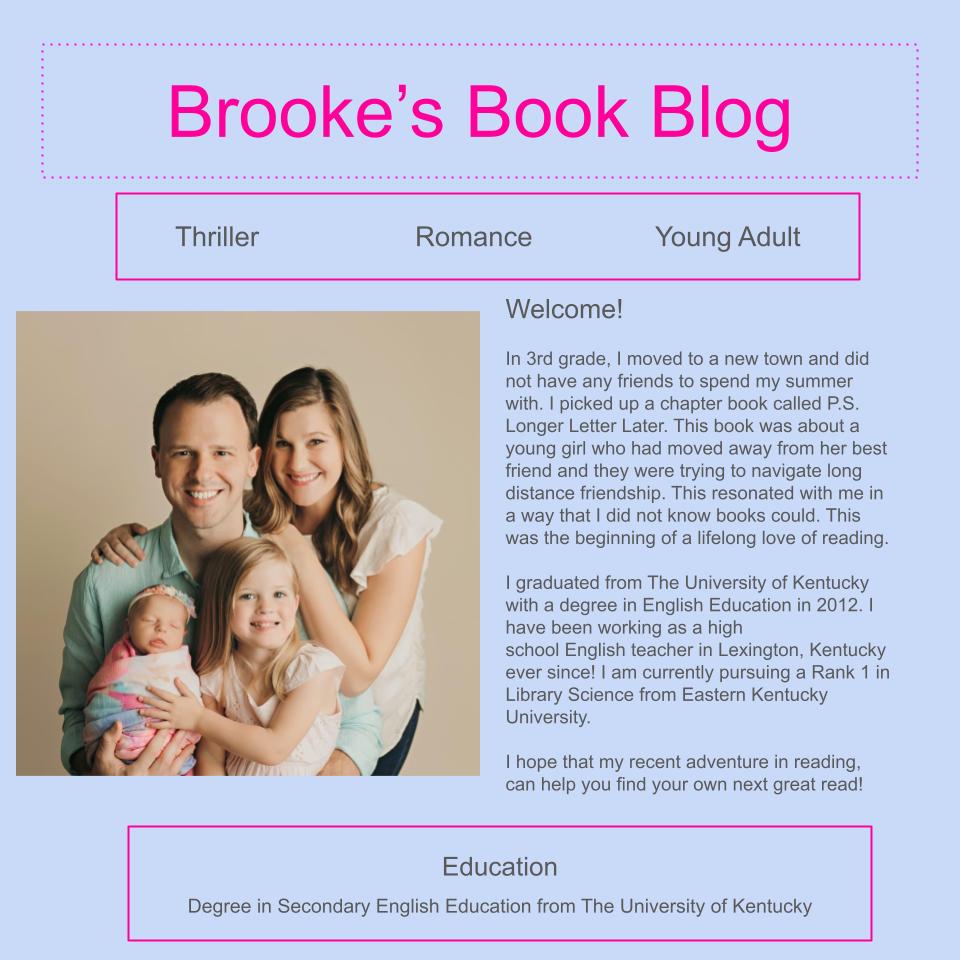 Brooke’s Book Blog
Thriller Romance Young Adult
Welcome!
In 3rd grade, I moved to a new town and did
not have any friends to spend my summer
with. I picked up a chapter book called P.S.
Longer Letter Later. This book was about a
young girl who had moved away from her best
friend and they were trying to navigate long
distance friendship. This resonated with me in
a way that I did not know books could. This
was the beginning of a lifelong love of reading.
I graduated from The University of Kentucky
with a degree in English Education in 2012. I
have been working as a high
school English teacher in Lexington, Kentucky
ever since! I am currently pursuing a Rank 1 in
Library Science from Eastern Kentucky
University.
I hope that my recent adventure in reading,
can help you find your own next great read!
Education
Degree in Secondary English Education from The University of Kentucky